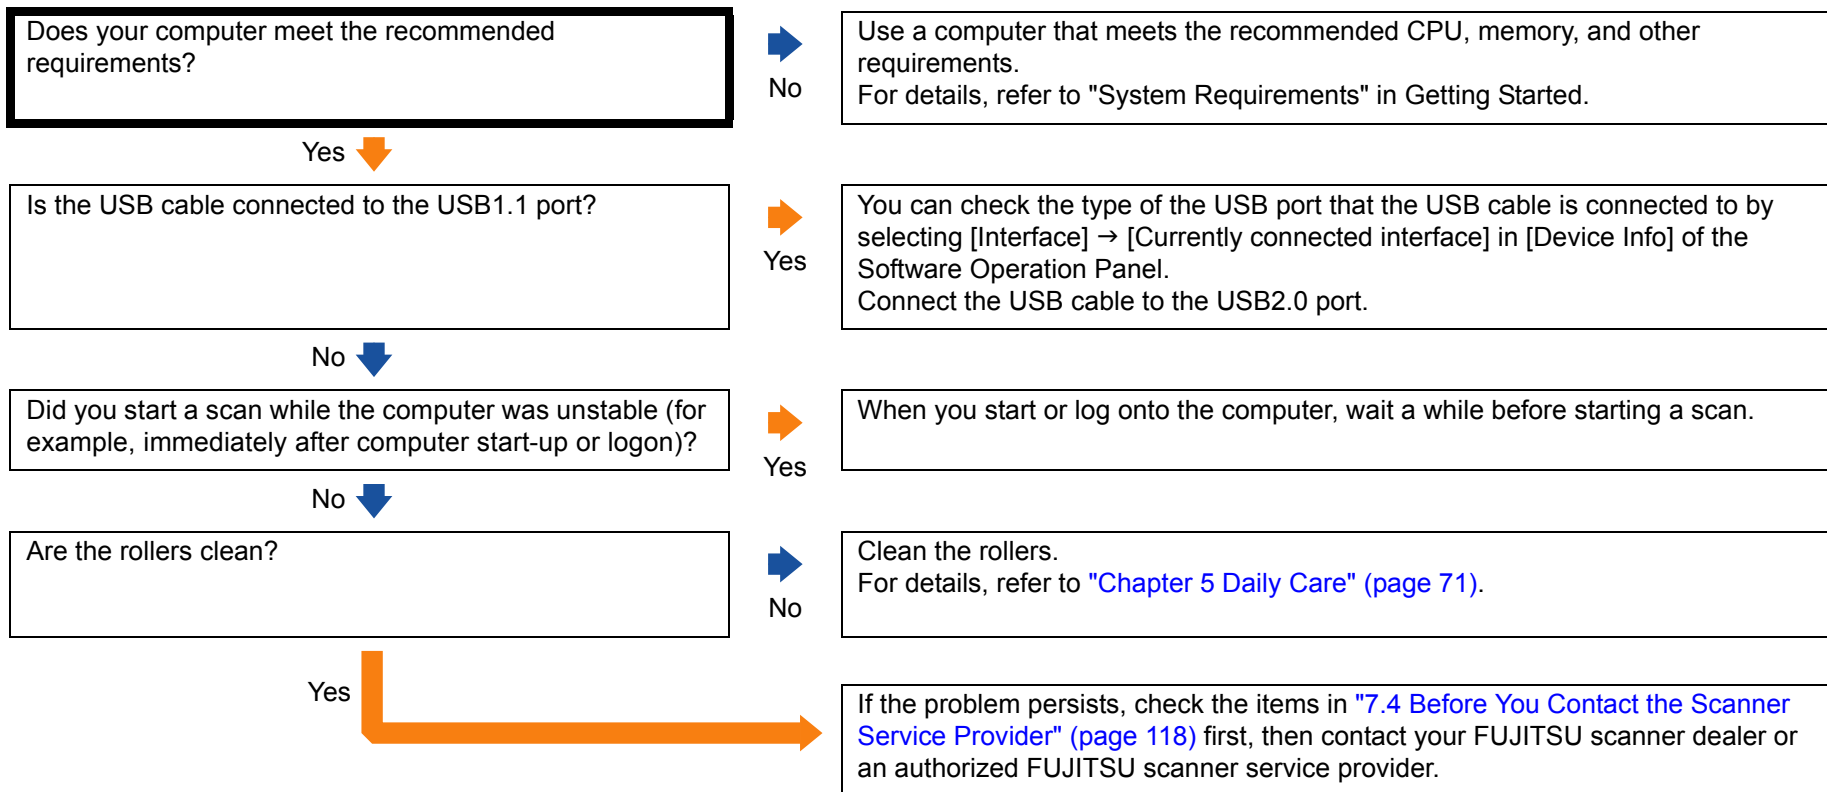 Does your computer meet the recommended
requirements?
No
Use a computer that meets the recommended CPU, memory, and other
requirements.
For details, refer to "System Requirements" in Getting Started.
Yes
Is the USB cable connected to the USB1.1 port?
Yes
You can check the type of the USB port that the USB cable is connected to by
selecting [Interface] → [Currently connected interface] in [Device Info] of the
Software Operation Panel.
Connect the USB cable to the USB2.0 port.
No
Did you start a scan while the computer was unstable (for
example, immediately after computer start-up or logon)?
Yes
When you start or log onto the computer, wait a while before starting a scan.
No
Are the rollers clean?
No
Clean the rollers.
For details, refer to "Chapter 5 Daily Care" (page 71).
Yes
If the problem persists, check the items in "7.4 Before You Contact the Scanner
Service Provider" (page 118) first, then contact your FUJITSU scanner dealer or
an authorized FUJITSU scanner service provider.